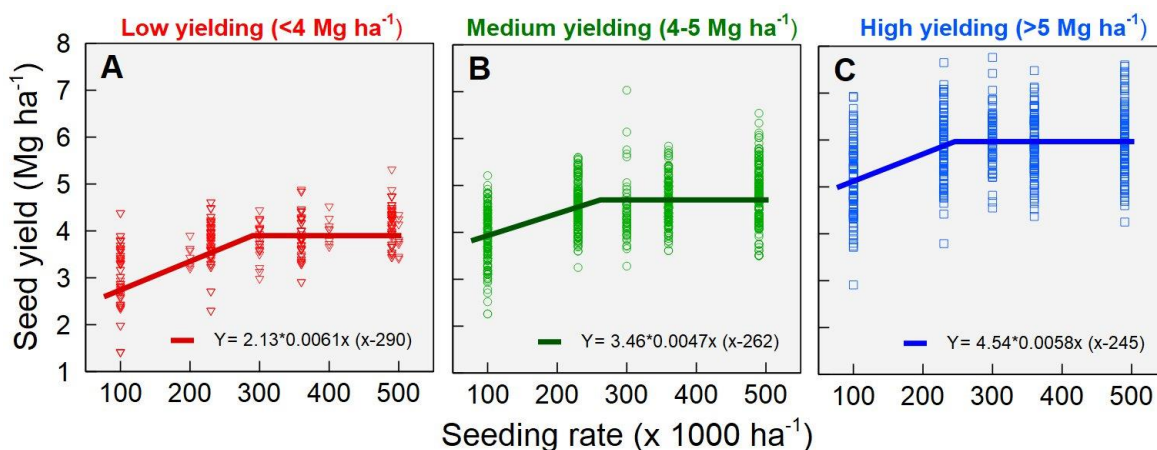 Low yielding (<4 Mg ha⁻¹)
Medium yielding (4-5 Mg ha⁻¹)
High yielding (>5 Mg ha⁻¹)
A
B
C
Seed yield (Mg ha⁻¹)
8
7
6
5
4
3
2
1
Y= 2.13*0.0061x (x-290)
Y= 3.46*0.0047x (x-262)
Y= 4.54*0.0058x (x-245)
100 200 300 400 500
100 200 300 400 500
100 200 300 400 500
Seeding rate (x 1000 ha⁻¹)